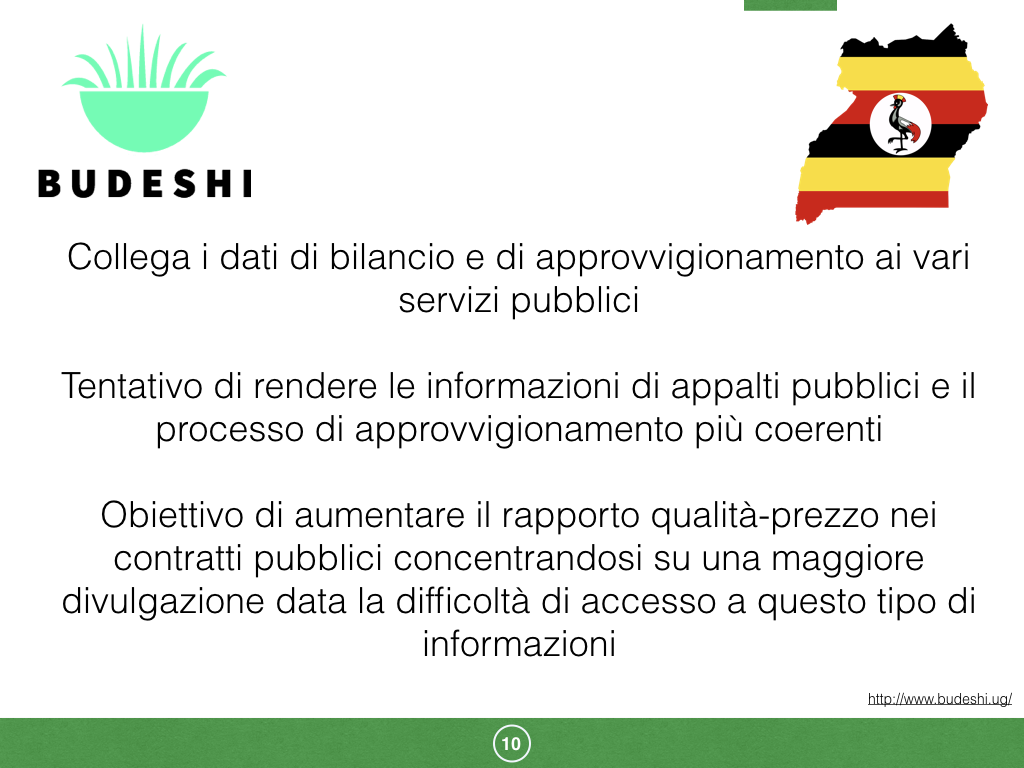 BUDESHI
Collega i dati di bilancio e di approvvigionamento ai vari
servizi pubblici
Tentativo di rendere le informazioni di appalti pubblici e il
processo di approvvigionamento più coerenti
Obiettivo di aumentare il rapporto qualità-prezzo nei
contratti pubblici concentrandosi su una maggiore
divulgazione data la difficoltà di accesso a questo tipo di
informazioni
http://www.budeshi.ug/
10